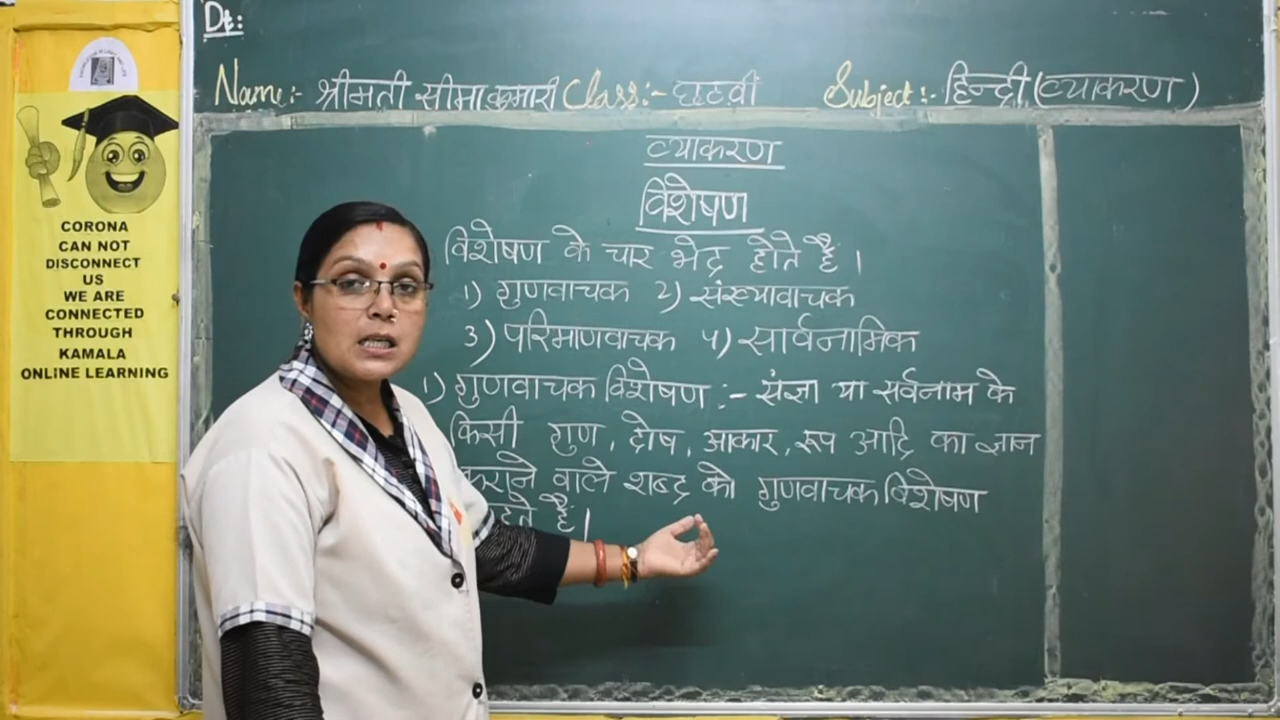 Dt:
Name:- श्रीमती सीमा कुमारी Class:- छठवीं Subject:- हिन्दी (व्याकरण)
व्याकरण
विशेषण
विशेषण के चार भेद होते हैं।
1) गुणवाचक 2) संख्यावाचक
3) परिमाणवाचक 4) सार्वनामिक
1) गुणवाचक विशेषण :- संज्ञा या सर्वनाम के
किसी गुण, दोष, आकार, रूप आदि का ज्ञान
कराने वाले शब्द को गुणवाचक विशेषण
हैं।
CORONA
CAN NOT
DISCONNECT
US
WE ARE
CONNECTED
THROUGH
KAMALA
ONLINE LEARNING